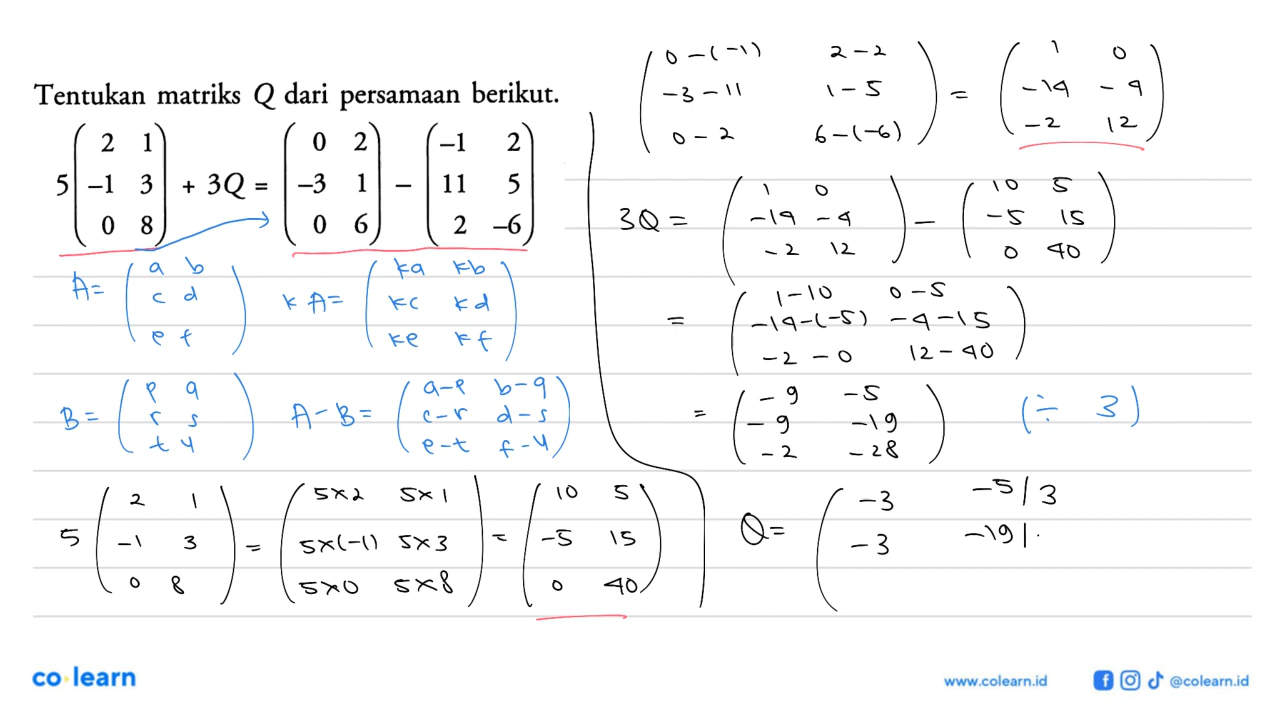 Tentukan matriks Q dari persamaan berikut.
5 ( 2 1 ; -1 3 ; 0 8 ) + 3Q = ( 0 2 ; -3 1 ; 0 6 ) - ( -1 2 ; 11 5 ; 2 -6 )
A = ( a b ; c d ; e f ) kA = ( ka kb ; kc kd ; ke kf )
B = ( p q ; r s ; t u ) A - B = ( a-p b-q ; c-r d-s ; e-t f-u )
5 ( 2 1 ; -1 3 ; 0 8 ) = ( 5×2 5×1 ; 5×(-1) 5×3 ; 5×0 5×8 ) = ( 10 5 ; -5 15 ; 0 40 )
( 0-(-1) 2-2 ; -3-11 1-5 ; 0-2 6-(-6) ) = ( 1 0 ; -14 -4 ; -2 12 )
3Q = ( 1 0 ; -14 -4 ; -2 12 ) - ( 10 5 ; -5 15 ; 0 40 )
= ( 1-10 0-5 ; -14-(-5) -4-15 ; -2-0 12-40 )
= ( -9 -5 ; -9 -19 ; -2 -28 ) (÷ 3)
Q = ( -3 -5/3 ; -3 -19/
co learn
www.colearn.id
@colearn.id